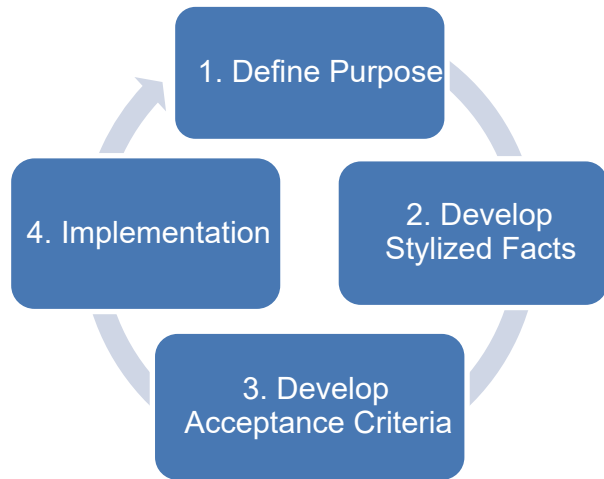 1. Define Purpose
2. Develop
Stylized Facts
3. Develop
Acceptance Criteria
4. Implementation